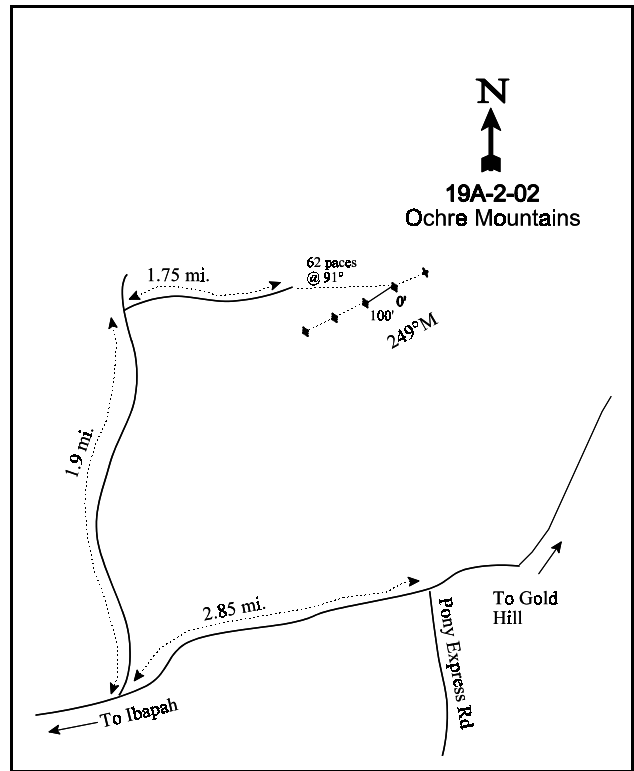 N
19A-2-02
Ochre Mountains
62 paces
@ 91°
1.75 mi.
0'
100'
249°M
1.9 mi.
2.85 mi.
To Gold
Hill
Pony Express Rd
To Ibapah